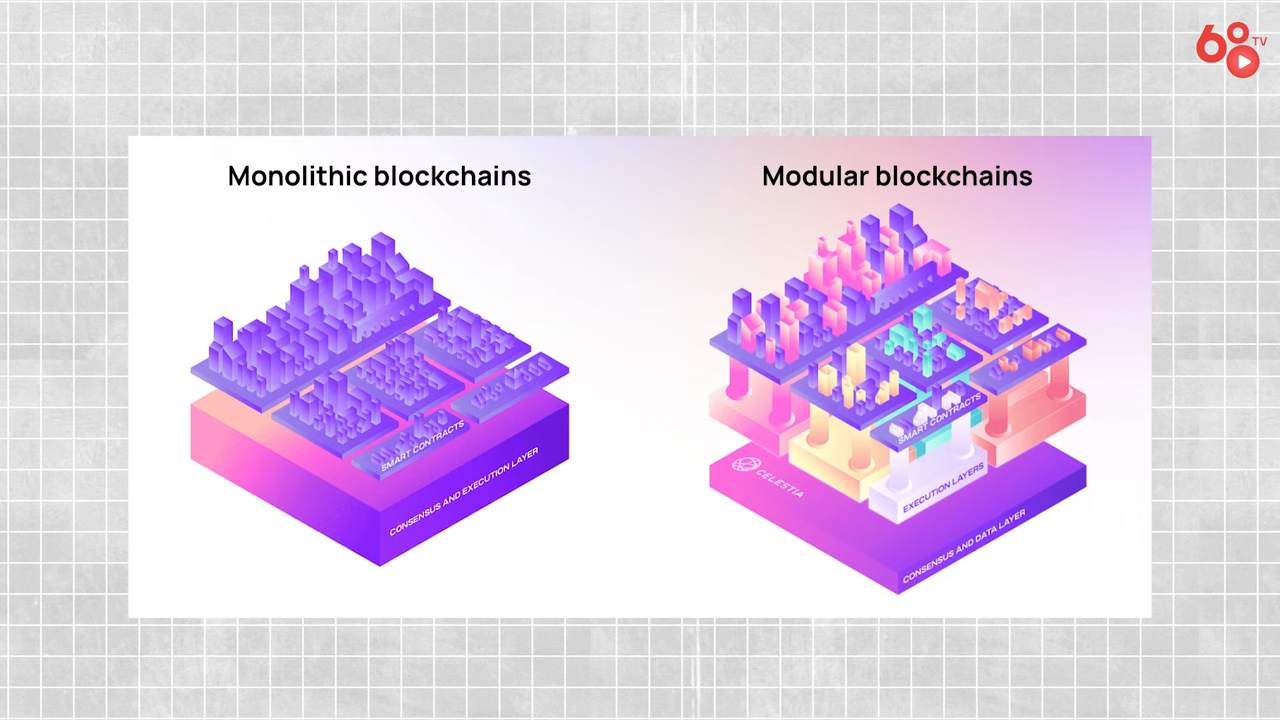 68
TV
Monolithic blockchains
Modular blockchains
SMART CONTRACTS
CONSENSUS AND EXECUTION LAYER
SMART CONTRACTS
CELESTIA
EXECUTION LAYERS
CONSENSUS AND DATA LAYER